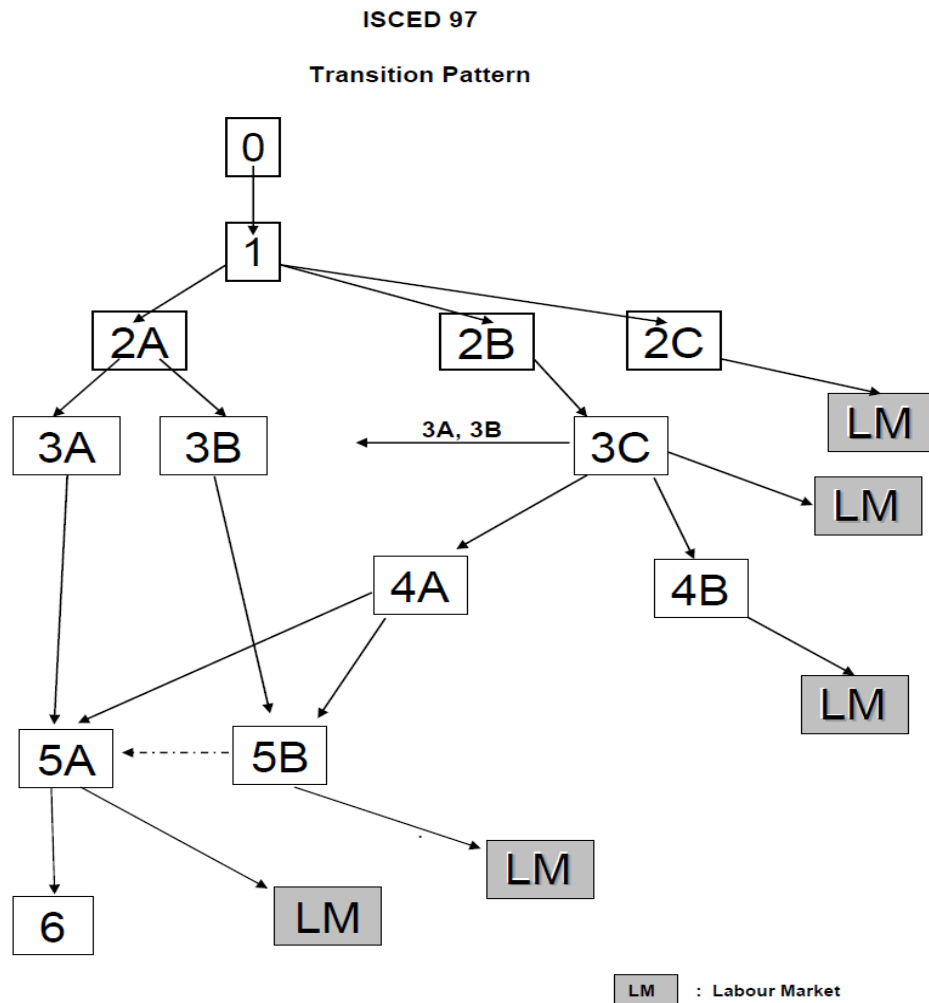 ISCED 97
Transition Pattern
0
1
2A
2B
2C
LM
3A
3B
3A, 3B
3C
LM
4A
4B
LM
5A
5B
LM
6
LM
LM : Labour Market